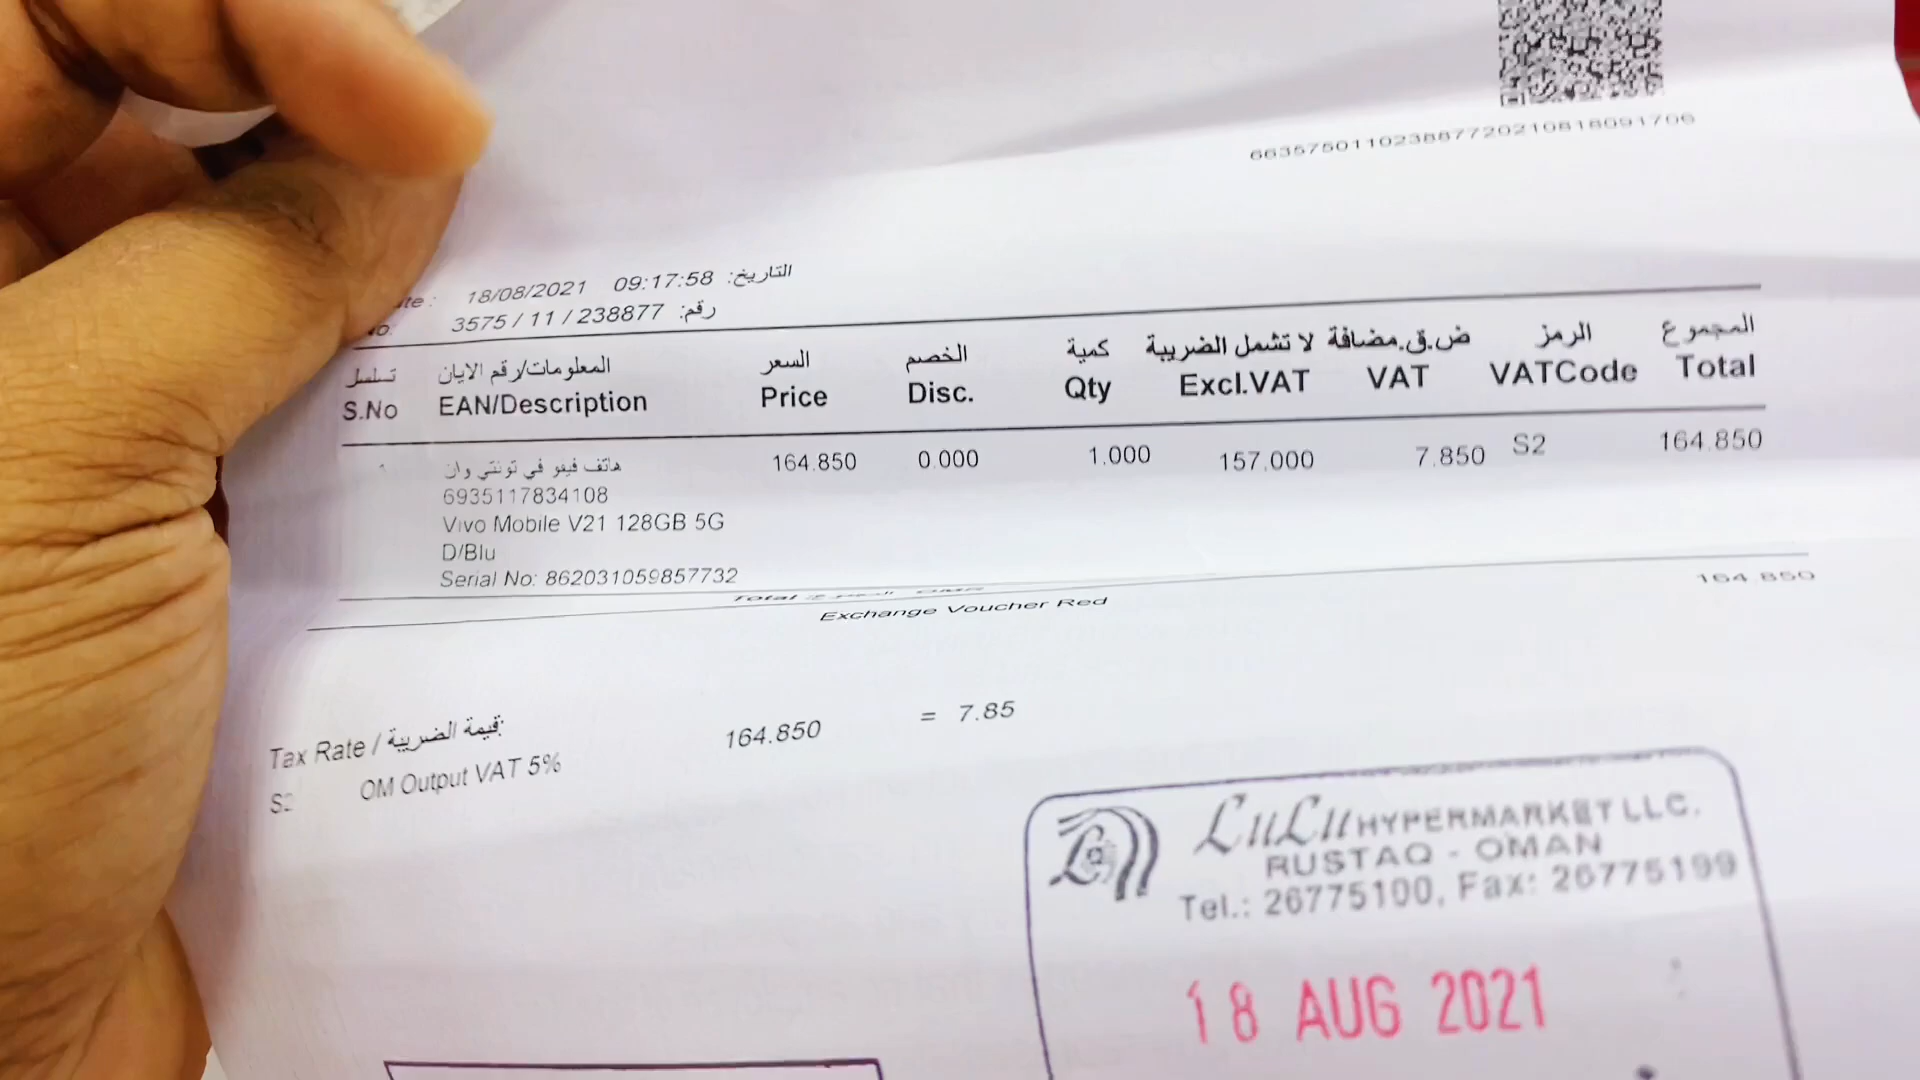 6635750110238877202108180917​06
18/08/2021 09:17:58 التاريخ:
3575 / 11 / 238877 رقم:
تسلسل المعلومات/رقم الايان السعر الخصم كمية لا تشمل الضريبة ض.ق.مضافة الرمز المجموع
S.No EAN/Description Price Disc. Qty Excl.VAT VAT VATCode Total
هاتف فيفو في تونتي وان 164.850 0.000 1.000 157.000 7.850 S2 164.850
6935117834108
Vivo Mobile V21 128GB 5G
D/Blu
Serial No: 862031059857732
Total 164.850
Exchange Voucher Red
Tax Rate / قيمة الضريبة: 164.850 = 7.85
OM Output VAT 5%
LuLu HYPERMARKET LLC.
RUSTAQ - OMAN
Tel.: 26775100, Fax: 26775199
18 AUG 2021